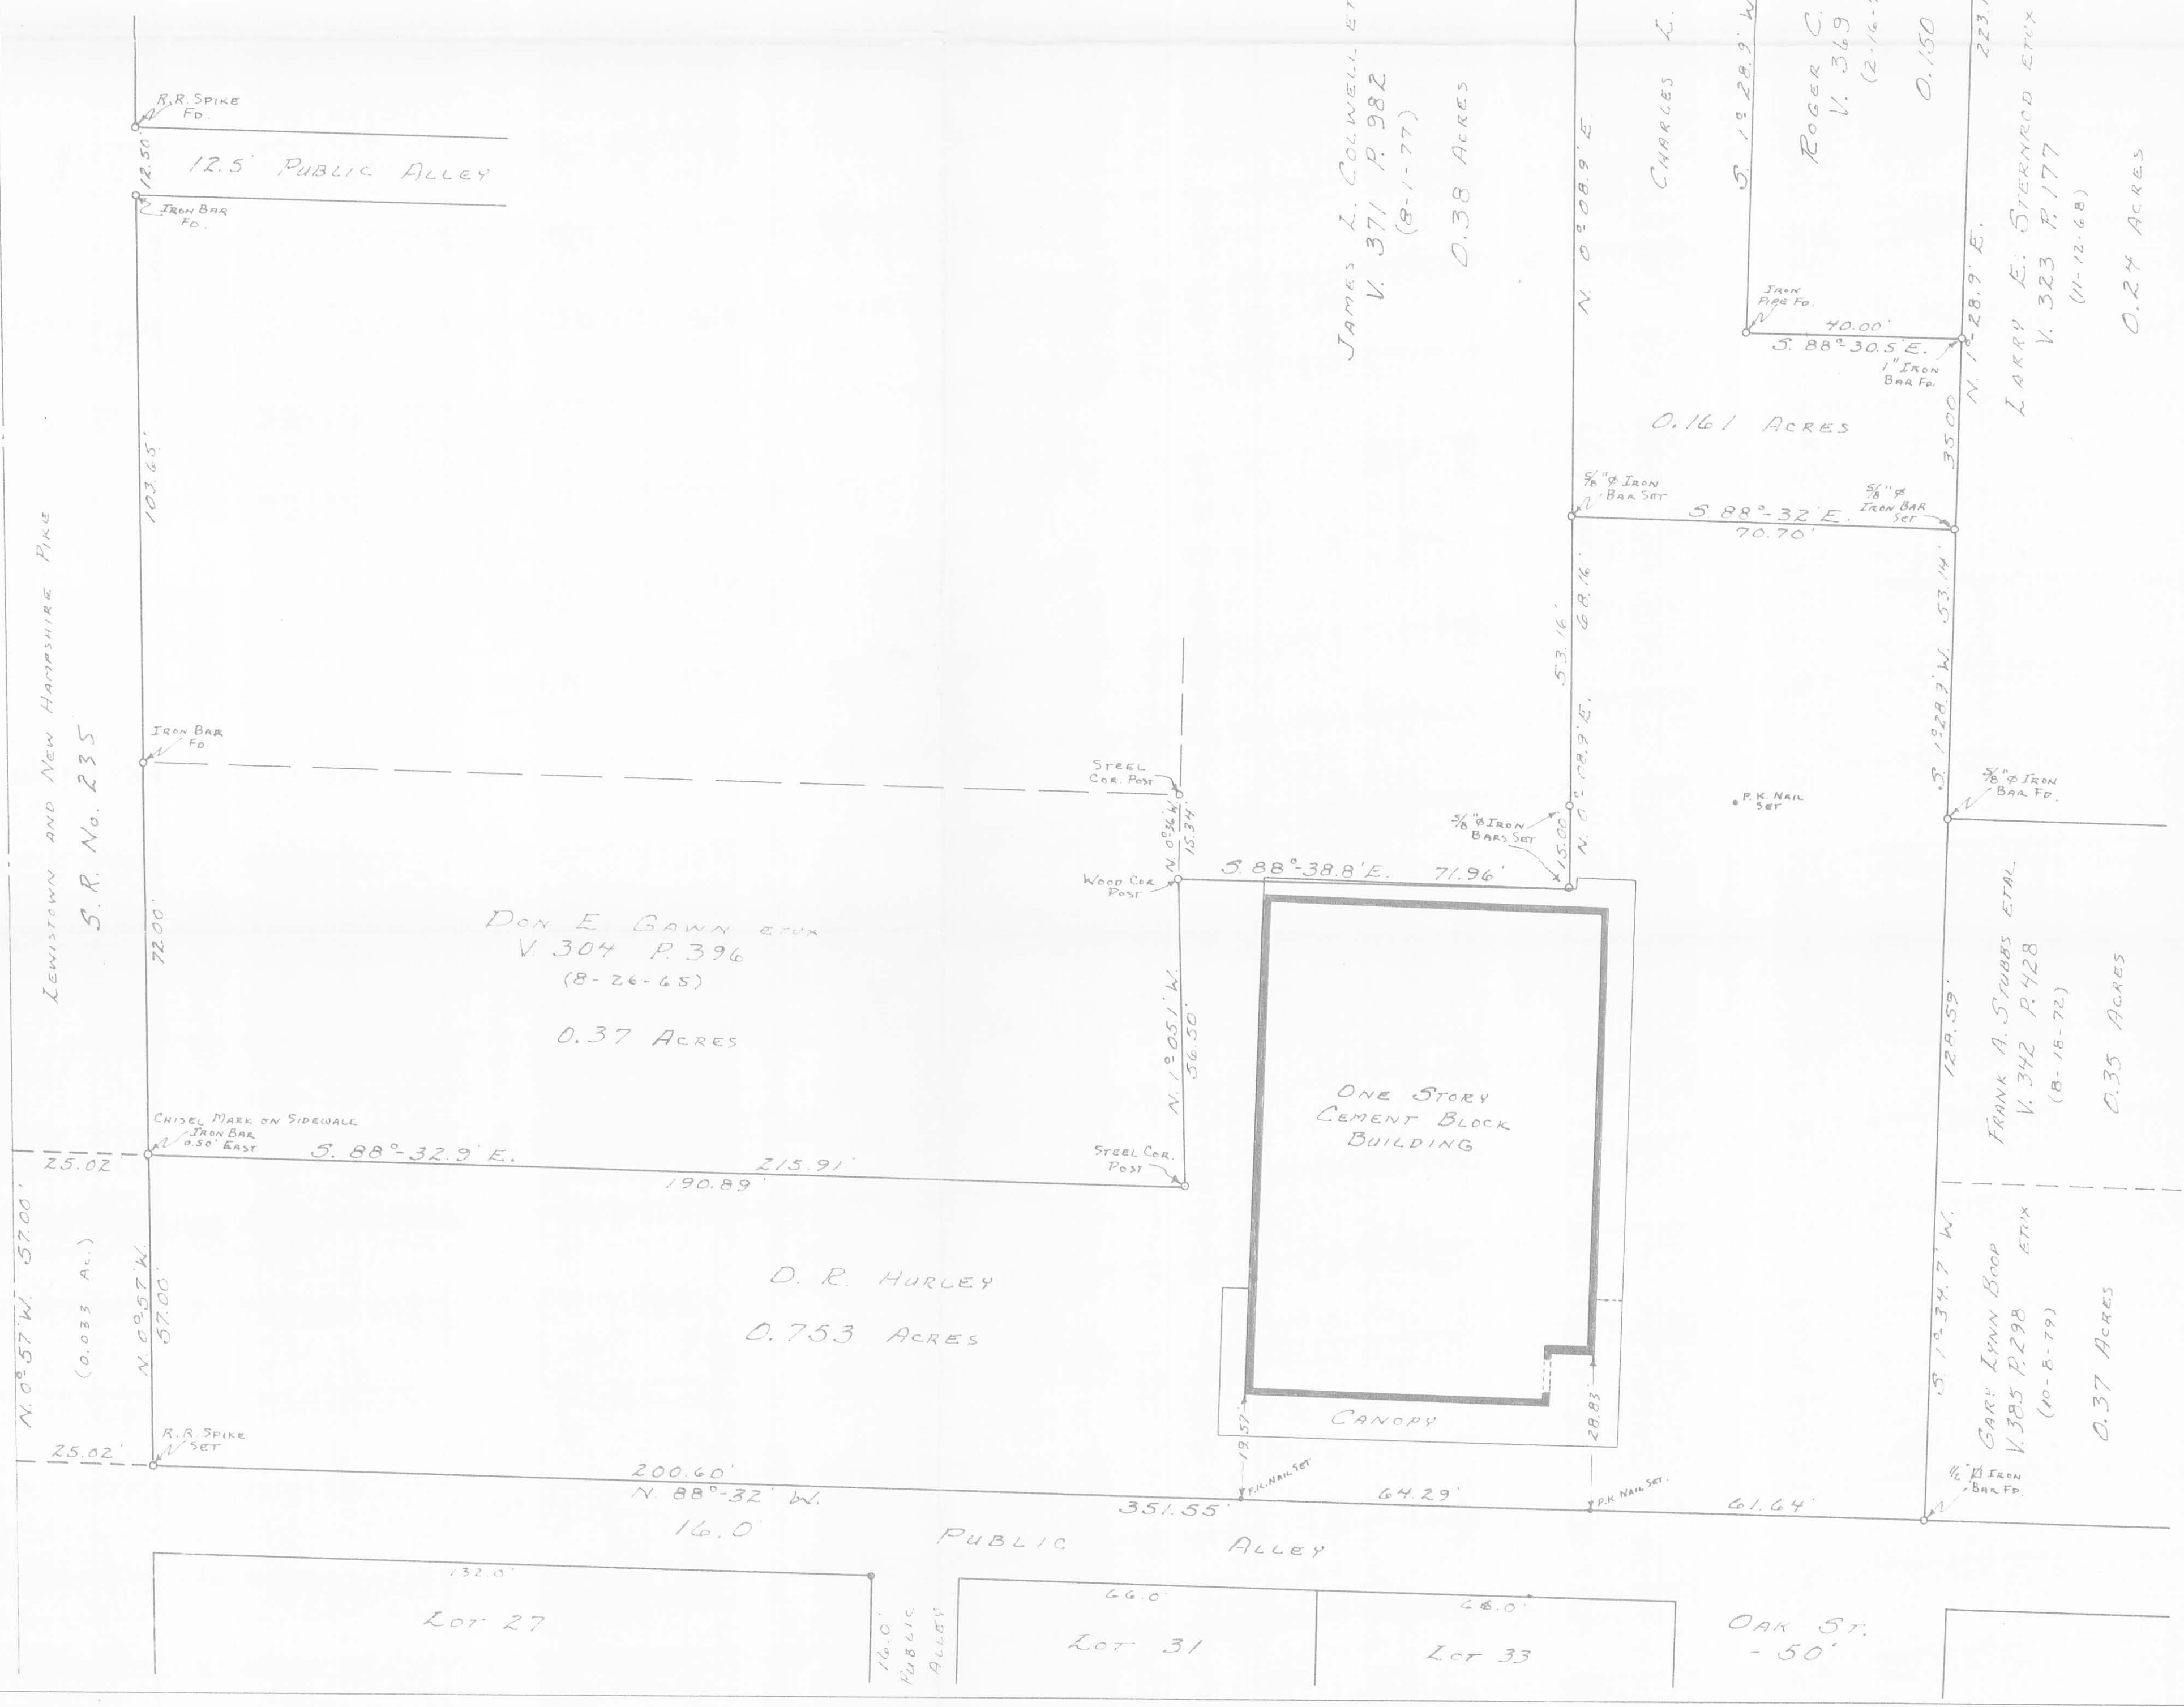 R.R. SPIKE
FD.
12.50'
12.5' PUBLIC ALLEY
IRON BAR
FD.
103.65'
LEWISTOWN AND NEW HAMPSHIRE PIKE
S. R. No. 235
IRON BAR
FD.
72.00'
DON E. GAWN ETUX
V. 304 P. 396
(8-26-65)
0.37 ACRES
CHISEL MARK ON SIDEWALK
IRON BAR
0.50' EAST
25.02
S. 88°-32.9' E.
215.91'
190.89'
STEEL COR.
POST
N. 0°-57' W. 57.00'
(0.033 Ac.)
N. 0°-57' W.
57.00'
25.02'
R.R. SPIKE
SET
D. R. HURLEY
0.753 ACRES
200.60'
N. 88°-32' W.
351.55'
16.0'
PUBLIC ALLEY
132.0'
LOT 27
16.0'
PUBLIC
ALLEY
66.0'
LOT 31
66.0'
LOT 33
OAK ST.
- 50'
STEEL
COR. POST
N. 0°36' W.
15.34'
WOOD COR
POST
S. 88°-38.8' E. 71.96'
N. 1°-05.1' W.
56.50'
5/8" Ø IRON
BARS SET
15.00'
N. 0°-08.9' E. 68.16'
53.16'
ONE STORY
CEMENT BLOCK
BUILDING
CANOPY
19.57'
28.83'
P.K. NAIL SET
64.29'
P.K. NAIL SET.
61.64'
1/2" Ø IRON
BAR FD.
P.K. NAIL
SET
JAMES L. COLWELL ET
V. 371 P. 982
(8-1-77)
0.38 ACRES
N. 0°-08.9' E
CHARLES L.
S. 1°28.9' W
ROGER C.
V. 369
0.150
223.
IRON
PIPE FD.
40.00'
S. 88°-30.5' E.
1" IRON
BAR FD.
N. 1°-28.9' E.
LARRY E. STERNROD ETUX
V. 323 P. 177
(11-12-68)
0.24 ACRES
0.161 ACRES
35.00
5/8" Ø IRON
BAR SET
S. 88°-32' E.
70.70'
5/8" Ø
IRON BAR
SET
S. 1°28.9' W. 53.14'
5/8" Ø IRON
BAR FD.
FRANK A. STUBBS ETAL.
V. 342 P. 428
(8-18-72)
0.35 ACRES
128.59'
S. 1°-34.7' W.
GARY LYNN BOOP
ETUX
V. 385 P. 298
(10-8-79)
0.37 ACRES